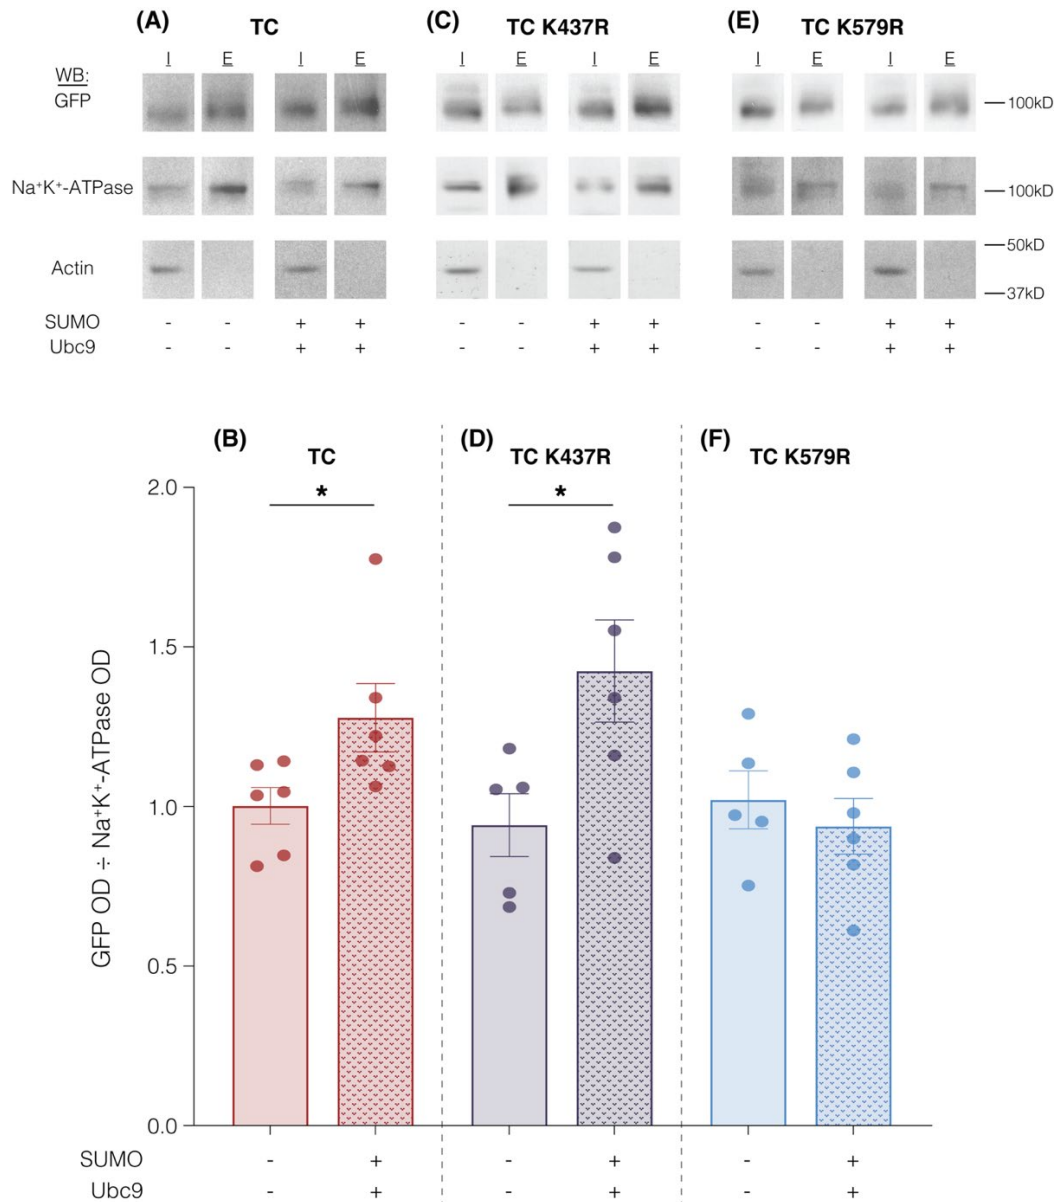 (A) TC (C) TC K437R (E) TC K579R
I E I E I E I E I E I E
WB:
GFP
100kD
Na⁺K⁺-ATPase
100kD
50kD
Actin
37kD
SUMO - - + + - - + + - - + +
Ubc9 - - + + - - + + - - + +
(B) TC (D) TC K437R (F) TC K579R
* *
2.0
1.5
1.0
0.5
0.0
GFP OD ÷ Na⁺K⁺-ATPase OD
SUMO - + - + - +
Ubc9 - + - + - +